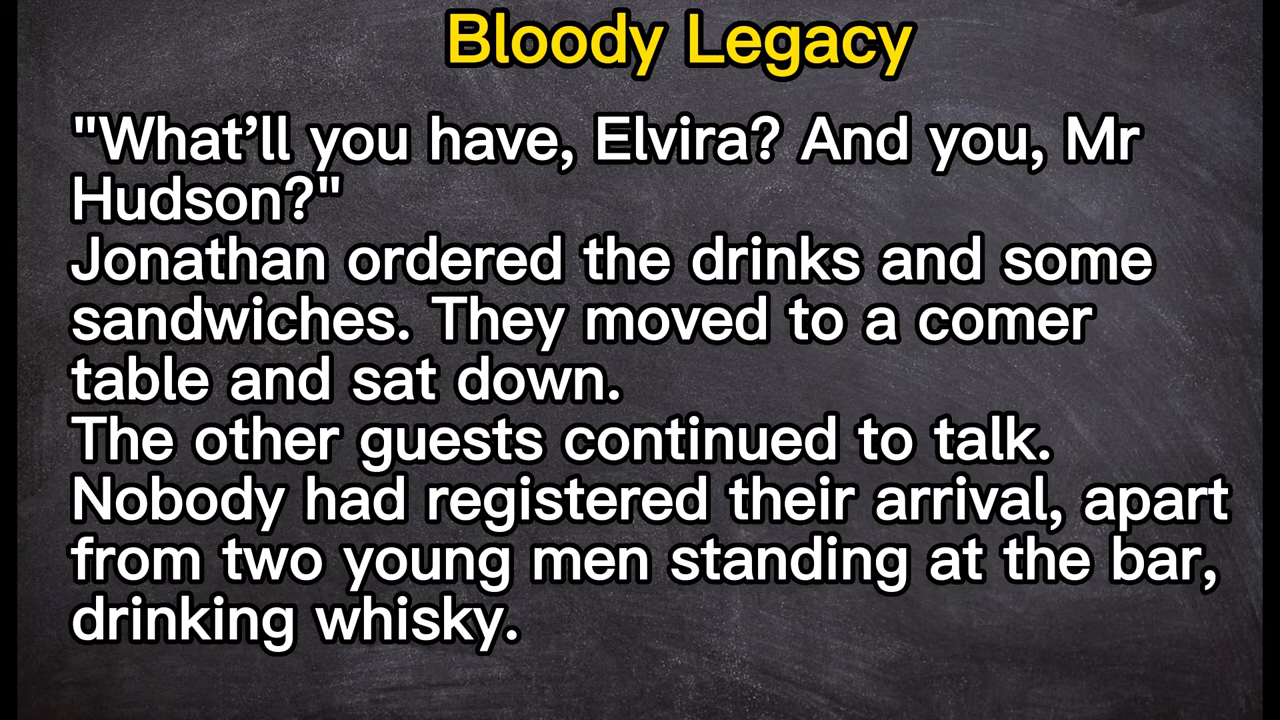 Bloody Legacy
"What’ll you have, Elvira? And you, Mr
Hudson?"
Jonathan ordered the drinks and some
sandwiches. They moved to a comer
table and sat down.
The other guests continued to talk.
Nobody had registered their arrival, apart
from two young men standing at the bar,
drinking whisky.